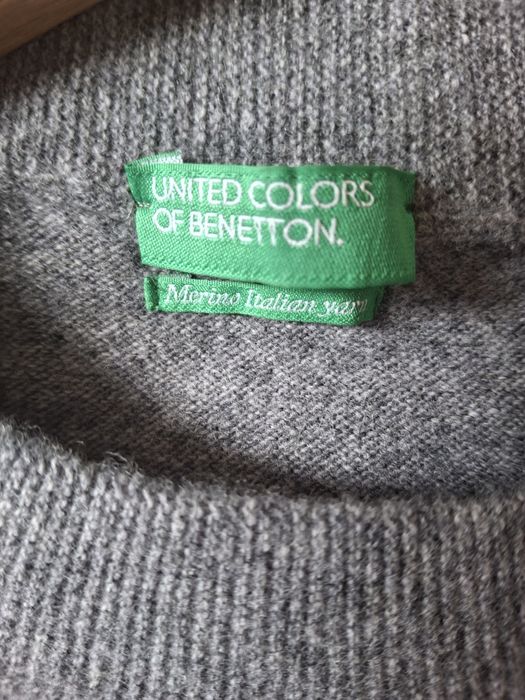 UNITED COLORS
OF BENETTON.
Merino Italian yarn